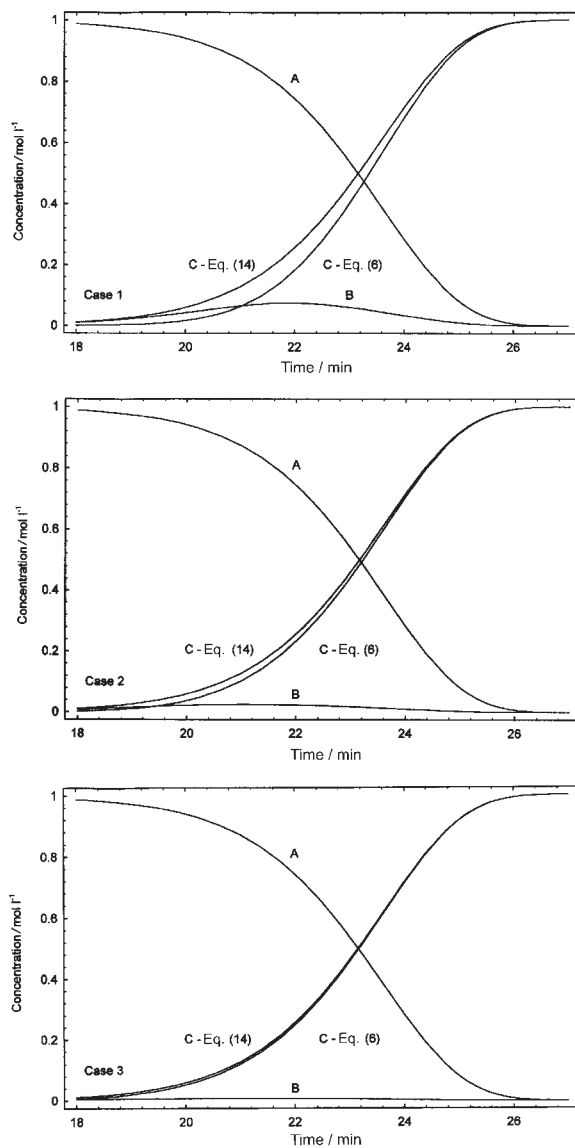 1
A
0.8
0.6
Concentration/mol l⁻¹
0.4
C - Eq. (14)
C - Eq. (6)
0.2
Case 1
B
0
18
20
22
24
26
Time / min
1
A
0.8
0.6
Concentration/mol l⁻¹
0.4
C - Eq. (14)
C - Eq. (6)
0.2
Case 2
B
0
18
20
22
24
26
Time / min
1
A
0.8
0.6
Concentration/mol l⁻¹
0.4
C - Eq. (14)
C - Eq. (6)
0.2
Case 3
B
0
18
20
22
24
26
Time / min